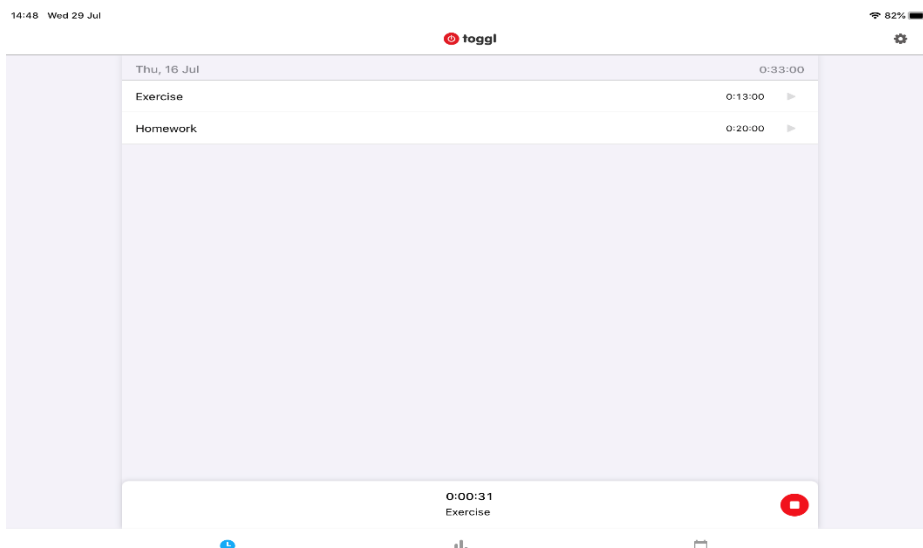 14:48 Wed 29 Jul 82%
toggl
Thu, 16 Jul 0:33:00
Exercise 0:13:00
Homework 0:20:00
0:00:31
Exercise